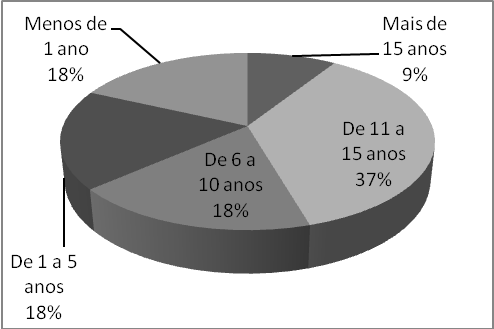 Menos de
1 ano
18%
Mais de
15 anos
9%
De 11 a
15 anos
37%
De 6 a
10 anos
18%
De 1 a 5
anos
18%